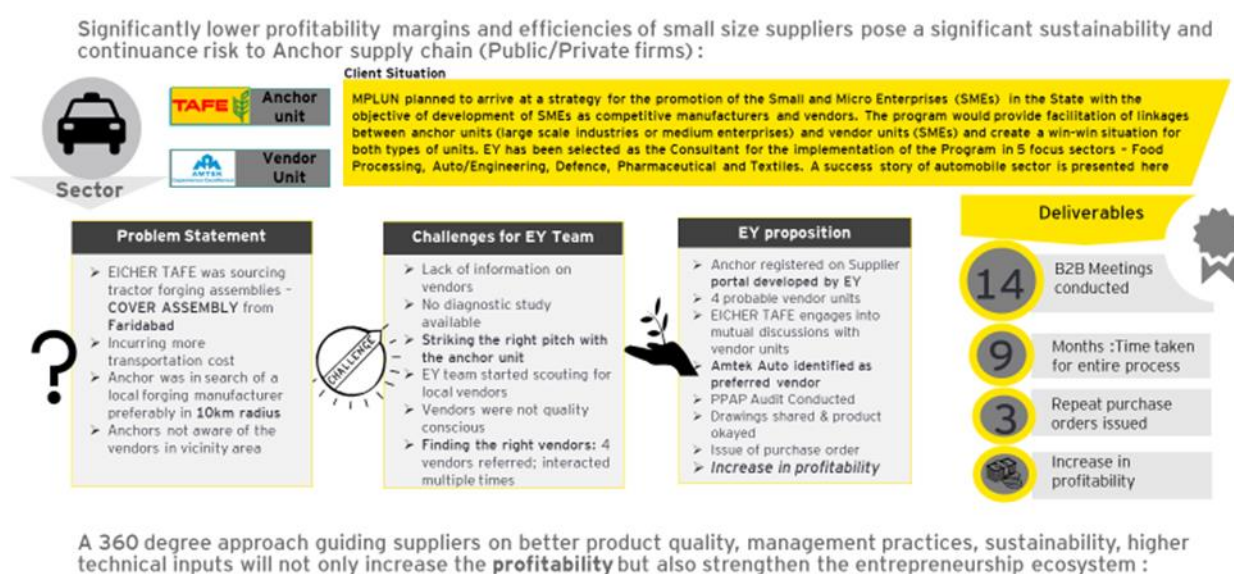 Significantly lower profitability margins and efficiencies of small size suppliers pose a significant sustainability and
continuance risk to Anchor supply chain (Public/Private firms) :
Client Situation
TAFE
Anchor
unit
AMTEK
Vendor
Unit
Sector
MPLUN planned to arrive at a strategy for the promotion of the Small and Micro Enterprises (SMEs) in the State with the
objective of development of SMEs as competitive manufacturers and vendors. The program would provide facilitation of linkages
between anchor units (large scale industries or medium enterprises) and vendor units (SMEs) and create a win-win situation for
both types of units. EY has been selected as the Consultant for the implementation of the Program in 5 focus sectors - Food
Processing, Auto/Engineering, Defence, Pharmaceutical and Textiles. A success story of automobile sector is presented here
?
Problem Statement
➢ EICHER TAFE was sourcing
tractor forging assemblies -
COVER ASSEMBLY from
Faridabad
➢ Incurring more
transportation cost
➢ Anchor was in search of a
local forging manufacturer
preferably in 10km radius
➢ Anchors not aware of the
vendors in vicinity area
CHALLENGE
Challenges for EY Team
➢ Lack of information on
vendors
➢ No diagnostic study
available
➢ Striking the right pitch with
the anchor unit
➢ EY team started scouting for
local vendors
➢ Vendors were not quality
conscious
➢ Finding the right vendors: 4
vendors referred; interacted
multiple times
EY proposition
➢ Anchor registered on Supplier
portal developed by EY
➢ 4 probable vendor units
➢ EICHER TAFE engages into
mutual discussions with
vendor units
➢ Amtek Auto identified as
preferred vendor
➢ PPAP Audit Conducted
➢ Drawings shared & product
okayed
➢ Issue of purchase order
➢ Increase in profitability
Deliverables
14
B2B Meetings
conducted
9
Months :Time taken
for entire process
3
Repeat purchase
orders issued
Increase in
profitability
A 360 degree approach guiding suppliers on better product quality, management practices, sustainability, higher
technical inputs will not only increase the profitability but also strengthen the entrepreneurship ecosystem :